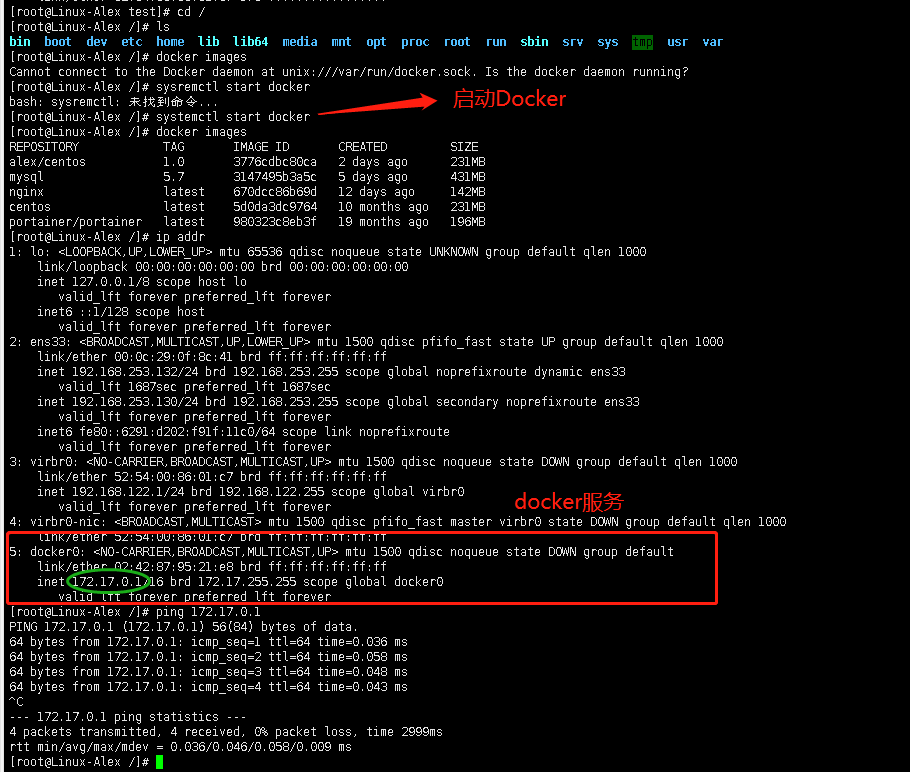 [root@Linux-Alex test]# cd /
[root@Linux-Alex /]# ls
bin boot dev etc home lib lib64 media mnt opt proc root run sbin srv sys tmp usr var
[root@Linux-Alex /]# docker images
Cannot connect to the Docker daemon at unix:///var/run/docker.sock. Is the docker daemon running?
[root@Linux-Alex /]# sysremctl start docker
bash: sysremctl: 未找到命令...
启动Docker
[root@Linux-Alex /]# systemctl start docker
[root@Linux-Alex /]# docker images
REPOSITORY TAG IMAGE ID CREATED SIZE
alex/centos 1.0 3776cdbc80ca 2 days ago 231MB
mysql 5.7 3147495b3a5c 5 days ago 431MB
nginx latest 670dcc86b69d 12 days ago 142MB
centos latest 5d0da3dc9764 10 months ago 231MB
portainer/portainer latest 980323c8eb3f 19 months ago 196MB
[root@Linux-Alex /]# ip addr
1: lo: <LOOPBACK,UP,LOWER_UP> mtu 65536 qdisc noqueue state UNKNOWN group default qlen 1000
link/loopback 00:00:00:00:00:00 brd 00:00:00:00:00:00
inet 127.0.0.1/8 scope host lo
valid_lft forever preferred_lft forever
inet6 ::1/128 scope host
valid_lft forever preferred_lft forever
2: ens33: <BROADCAST,MULTICAST,UP,LOWER_UP> mtu 1500 qdisc pfifo_fast state UP group default qlen 1000
link/ether 00:0c:29:0f:8c:41 brd ff:ff:ff:ff:ff:ff
inet 192.168.253.132/24 brd 192.168.253.255 scope global noprefixroute dynamic ens33
valid_lft 1687sec preferred_lft 1687sec
inet 192.168.253.130/24 brd 192.168.253.255 scope global secondary noprefixroute ens33
valid_lft forever preferred_lft forever
inet6 fe80::6291:d202:f91f:11c0/64 scope link noprefixroute
valid_lft forever preferred_lft forever
3: virbr0: <NO-CARRIER,BROADCAST,MULTICAST,UP> mtu 1500 qdisc noqueue state DOWN group default qlen 1000
link/ether 52:54:00:86:01:c7 brd ff:ff:ff:ff:ff:ff
inet 192.168.122.1/24 brd 192.168.122.255 scope global virbr0
valid_lft forever preferred_lft forever
docker服务
4: virbr0-nic: <BROADCAST,MULTICAST> mtu 1500 qdisc pfifo_fast master virbr0 state DOWN group default qlen 1000
link/ether 52:54:00:86:01:c7 brd ff:ff:ff:ff:ff:ff
5: docker0: <NO-CARRIER,BROADCAST,MULTICAST,UP> mtu 1500 qdisc noqueue state DOWN group default
link/ether 02:42:87:95:21:e8 brd ff:ff:ff:ff:ff:ff
inet 172.17.0.1/16 brd 172.17.255.255 scope global docker0
valid_lft forever preferred_lft forever
[root@Linux-Alex /]# ping 172.17.0.1
PING 172.17.0.1 (172.17.0.1) 56(84) bytes of data.
64 bytes from 172.17.0.1: icmp_seq=1 ttl=64 time=0.036 ms
64 bytes from 172.17.0.1: icmp_seq=2 ttl=64 time=0.058 ms
64 bytes from 172.17.0.1: icmp_seq=3 ttl=64 time=0.048 ms
64 bytes from 172.17.0.1: icmp_seq=4 ttl=64 time=0.043 ms
^C
--- 172.17.0.1 ping statistics ---
4 packets transmitted, 4 received, 0% packet loss, time 2999ms
rtt min/avg/max/mdev = 0.036/0.046/0.058/0.009 ms
[root@Linux-Alex /]#